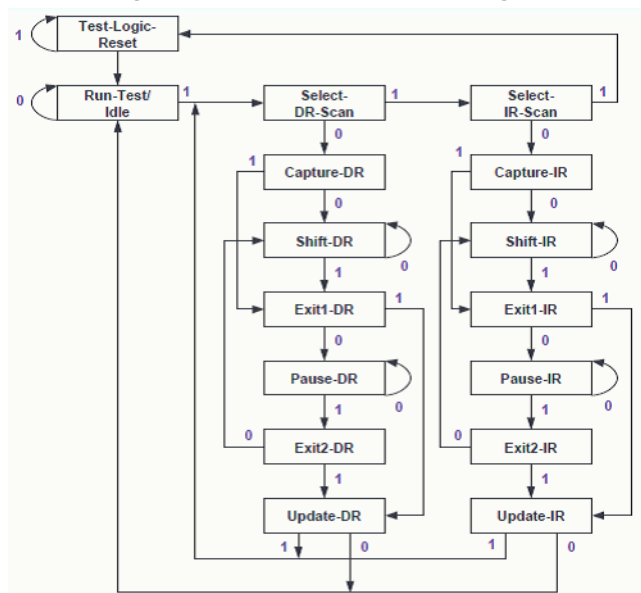 Test-Logic-
Reset
1
Run-Test/
Idle
0
1
Select-
DR-Scan
1
Select-
IR-Scan
1
0
0
1
Capture-DR
1
Capture-IR
0
0
Shift-DR
0
Shift-IR
0
1
1
Exit1-DR
1
Exit1-IR
1
0
0
Pause-DR
0
Pause-IR
0
1
1
0
Exit2-DR
0
Exit2-IR
1
1
Update-DR
Update-IR
1
0
1
0